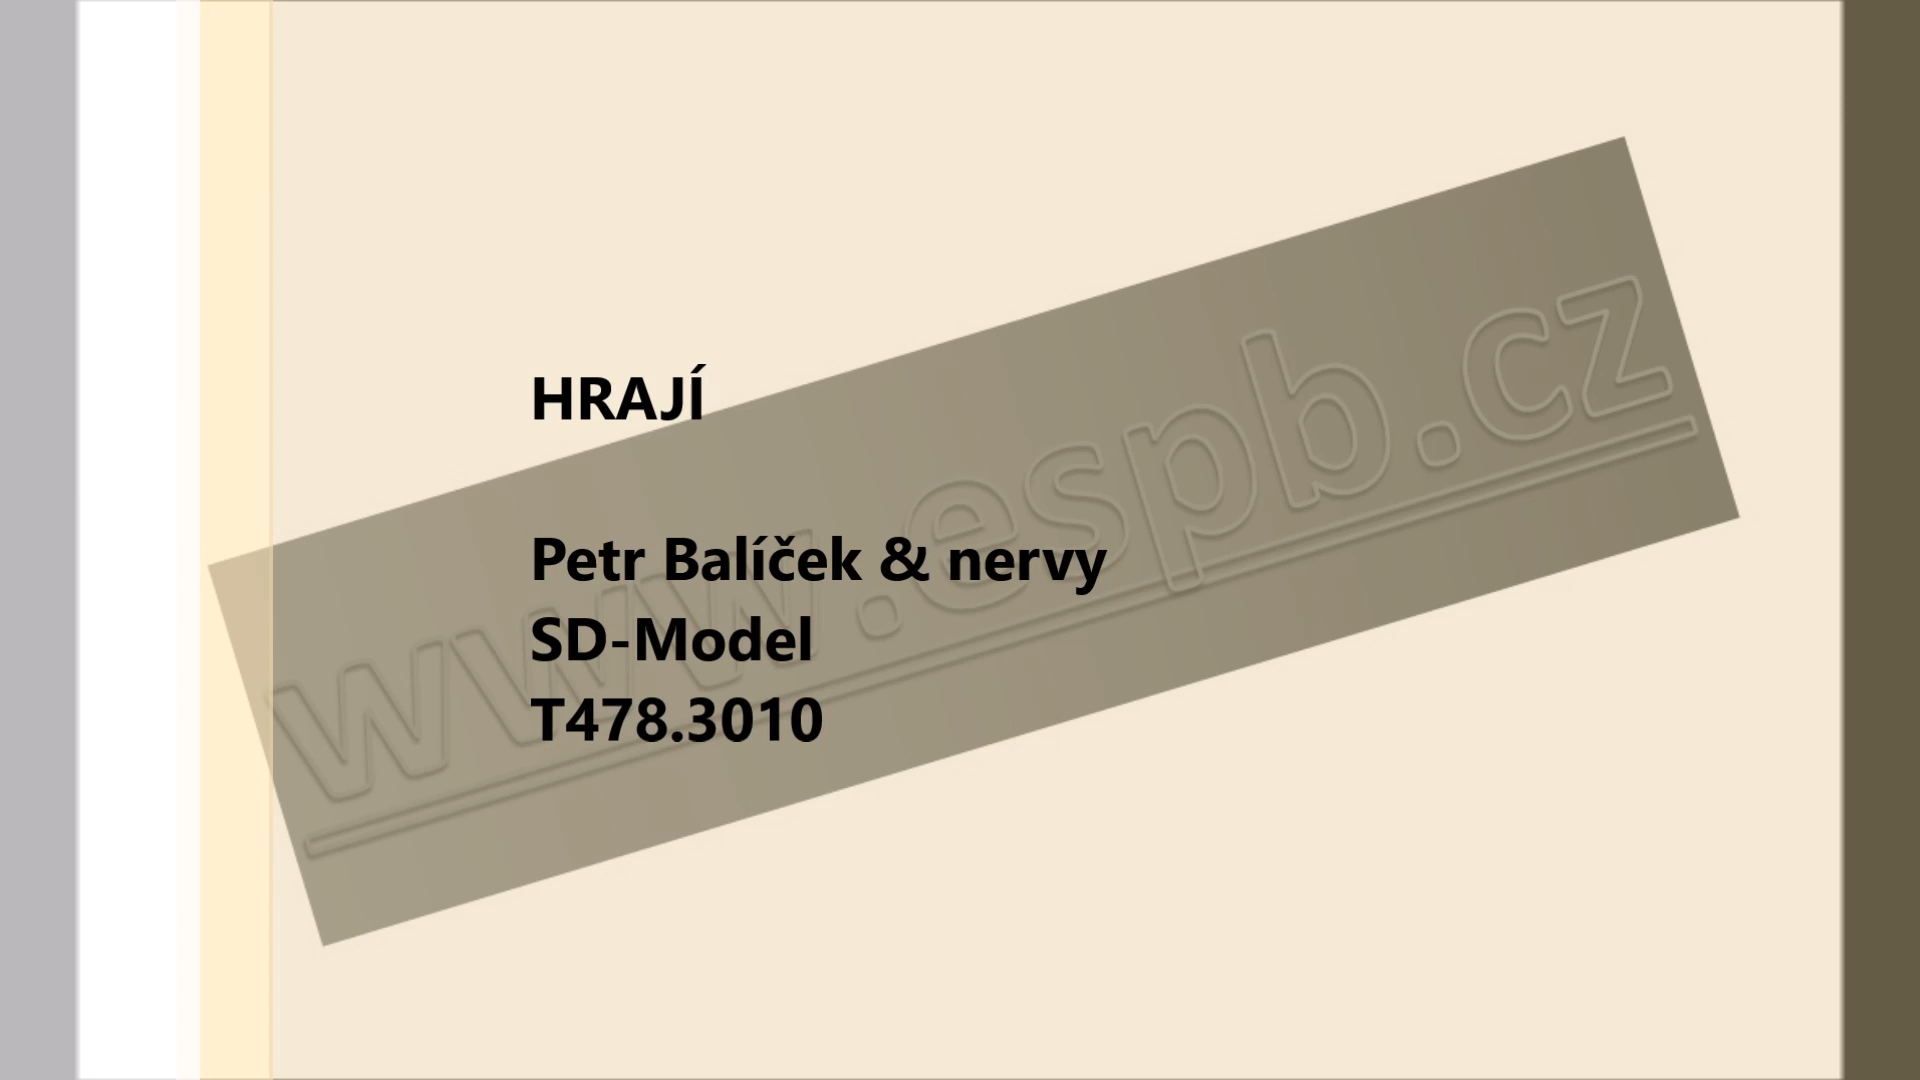 HRAJÍ
Petr Balíček & nervy
SD-Model
T478.3010
www.espb.cz